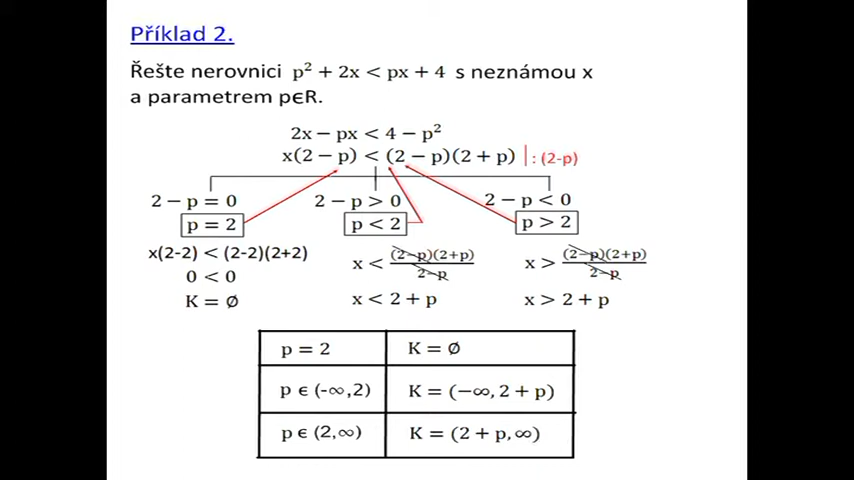 Příklad 2.
Řešte nerovnici p² + 2x < px + 4 s neznámou x
a parametrem pϵR.
2x − px < 4 − p²
x(2 − p) < (2 − p)(2 + p) | : (2-p)
2 − p = 0 2 − p > 0 2 − p < 0
p = 2 p < 2 p > 2
x(2-2) < (2-2)(2+2) x < (2−p)(2+p)/2−p x > (2−p)(2+p)/2−p
0 < 0 x < 2 + p x > 2 + p
K = ∅
p = 2 K = ∅
p ϵ (-∞,2) K = (−∞, 2 + p)
p ϵ (2,∞) K = (2 + p, ∞)